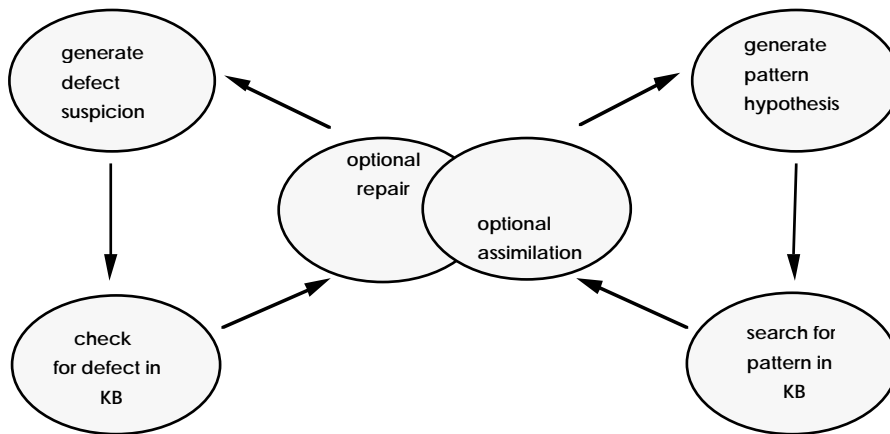 generate
defect
suspicion
check
for defect in
KB
optional
repair
optional
assimilation
generate
pattern
hypothesis
search for
pattern in
KB